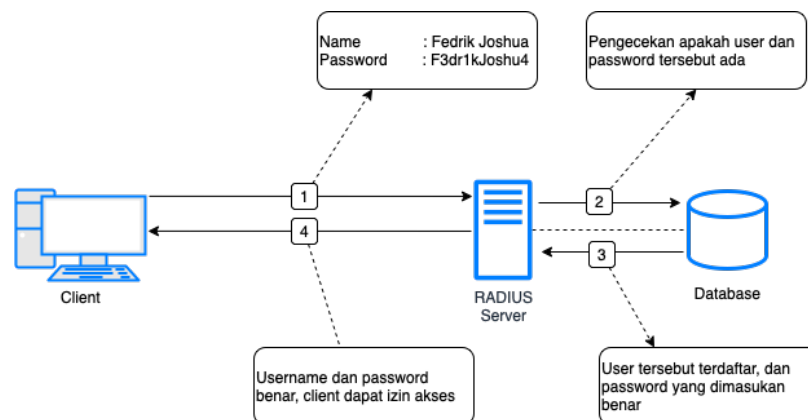 Name : Fedrik Joshua
Password : F3dr1kJoshu4
Pengecekan apakah user dan
password tersebut ada
1
2
4
3
Client
RADIUS
Server
Database
Username dan password
benar, client dapat izin akses
User tersebut terdaftar, dan
password yang dimasukan
benar